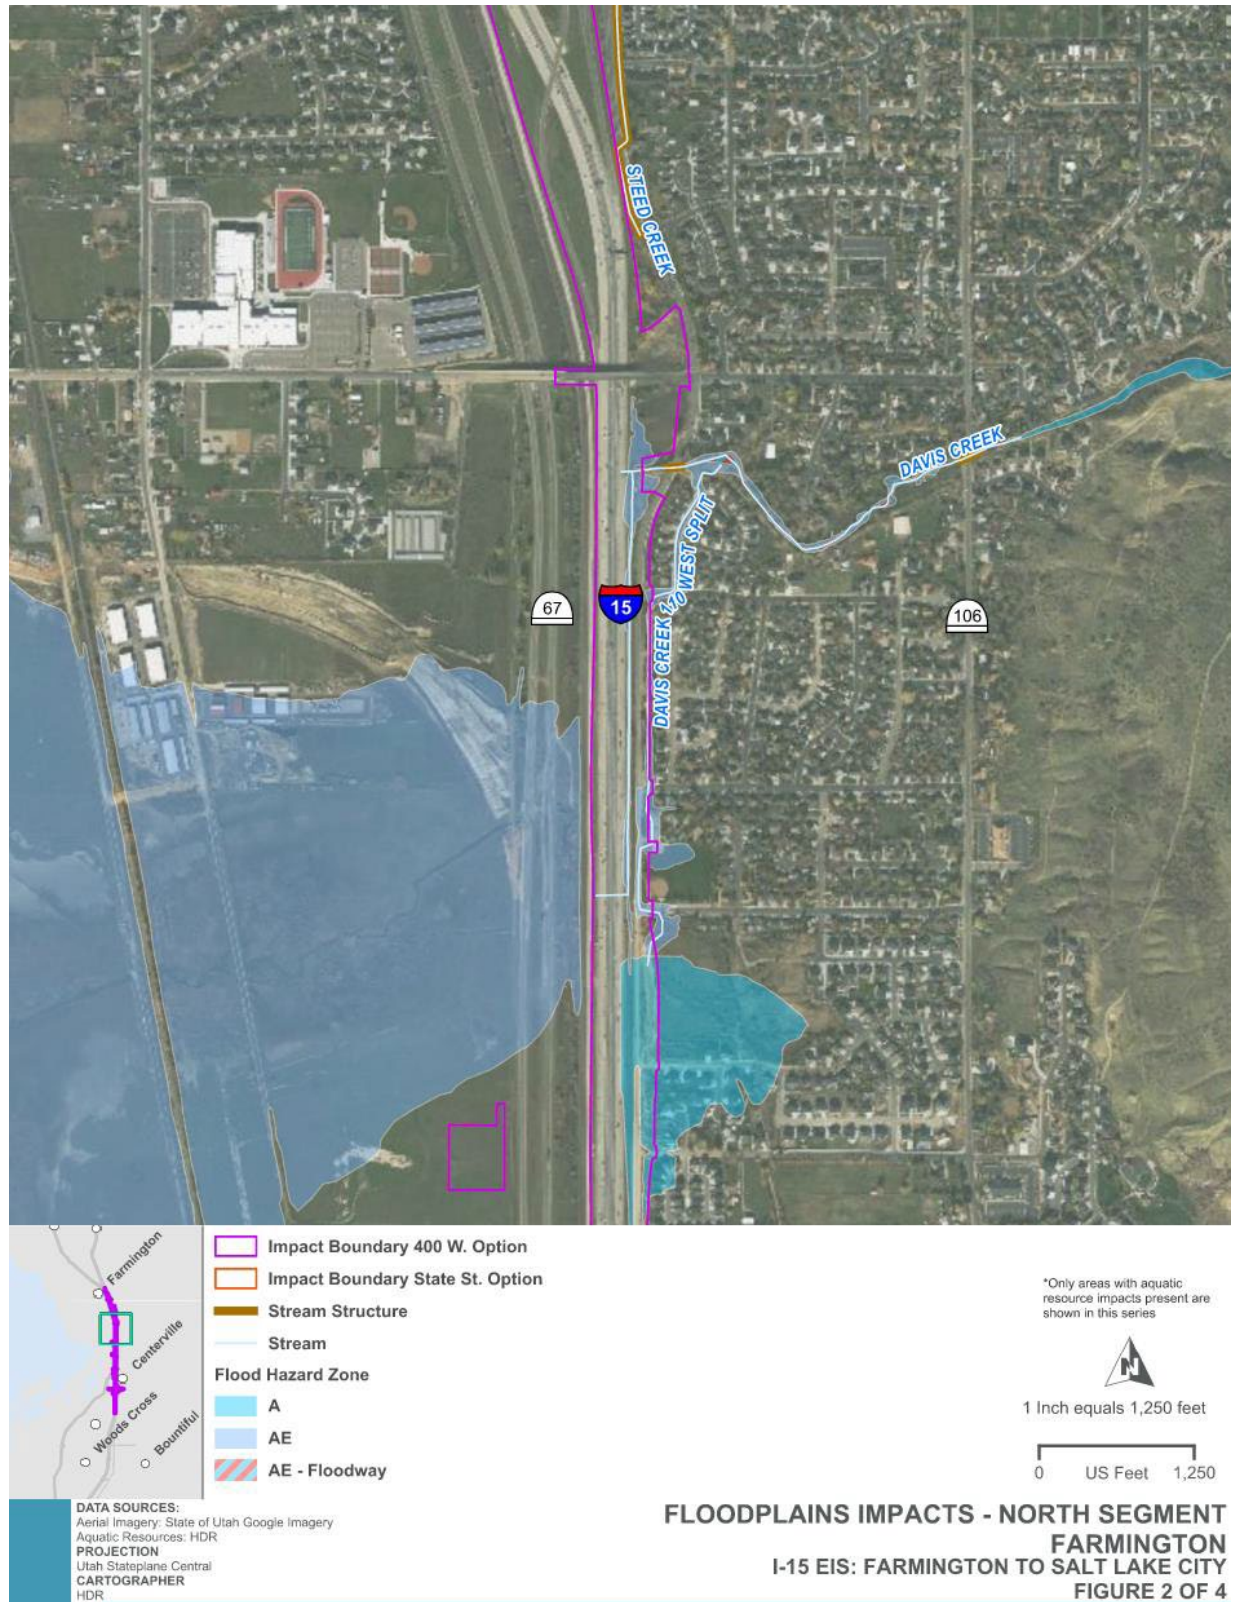 STEED CREEK
DAVIS CREEK
DAVIS CREEK 1.10 WEST SPLIT
67
15
106
Farmington
Centerville
Woods Cross
Bountiful
Impact Boundary 400 W. Option
Impact Boundary State St. Option
Stream Structure
Stream
Flood Hazard Zone
A
AE
AE - Floodway
*Only areas with aquatic
resource impacts present are
shown in this series
N
1 Inch equals 1,250 feet
0 US Feet 1,250
DATA SOURCES:
Aerial Imagery: State of Utah Google Imagery
Aquatic Resources: HDR
PROJECTION
Utah Stateplane Central
CARTOGRAPHER
HDR
FLOODPLAINS IMPACTS - NORTH SEGMENT
FARMINGTON
I-15 EIS: FARMINGTON TO SALT LAKE CITY
FIGURE 2 OF 4